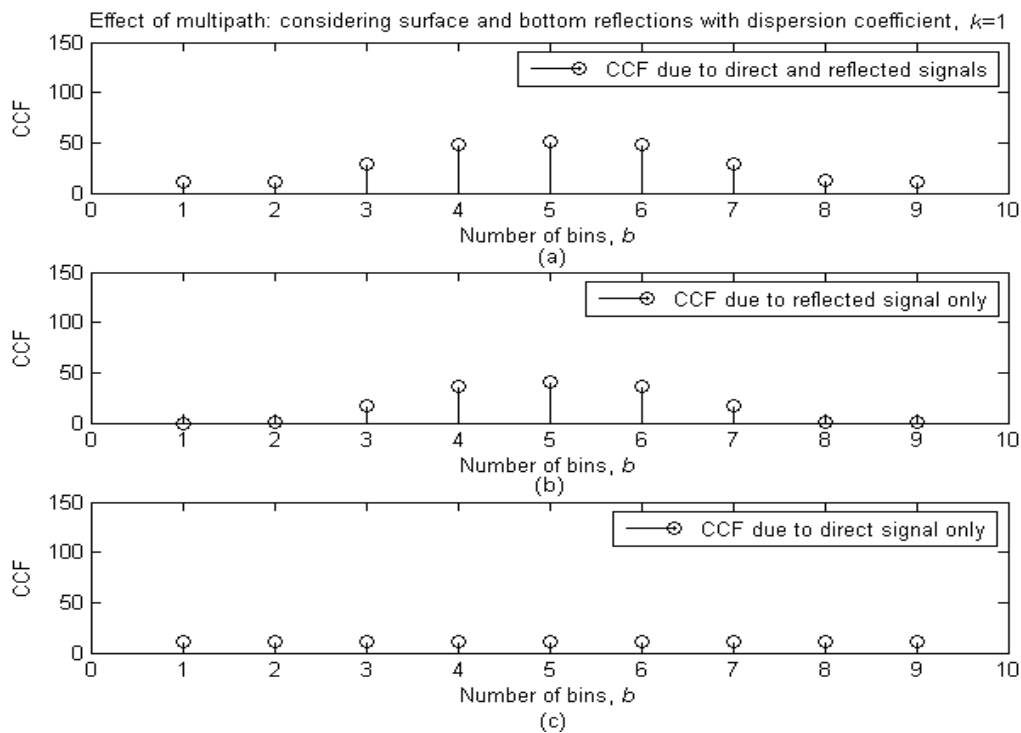 Effect of multipath: considering surface and bottom reflections with dispersion coefficient, k=1
150
100
50
0
CCF
CCF due to direct and reflected signals
0 1 2 3 4 5 6 7 8 9 10
Number of bins, b
(a)
150
100
50
0
CCF
CCF due to reflected signal only
0 1 2 3 4 5 6 7 8 9 10
Number of bins, b
(b)
150
100
50
0
CCF
CCF due to direct signal only
0 1 2 3 4 5 6 7 8 9 10
Number of bins, b
(c)